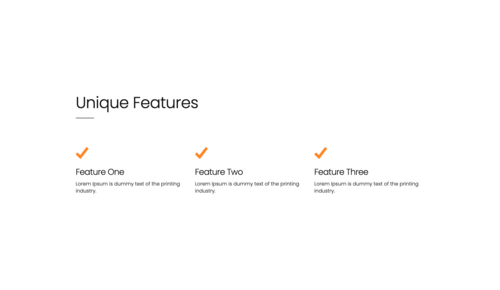 Unique Features
Feature One
Lorem Ipsum is dummy text of the printing
industry.
Feature Two
Lorem Ipsum is dummy text of the printing
industry.
Feature Three
Lorem Ipsum is dummy text of the printing
industry.